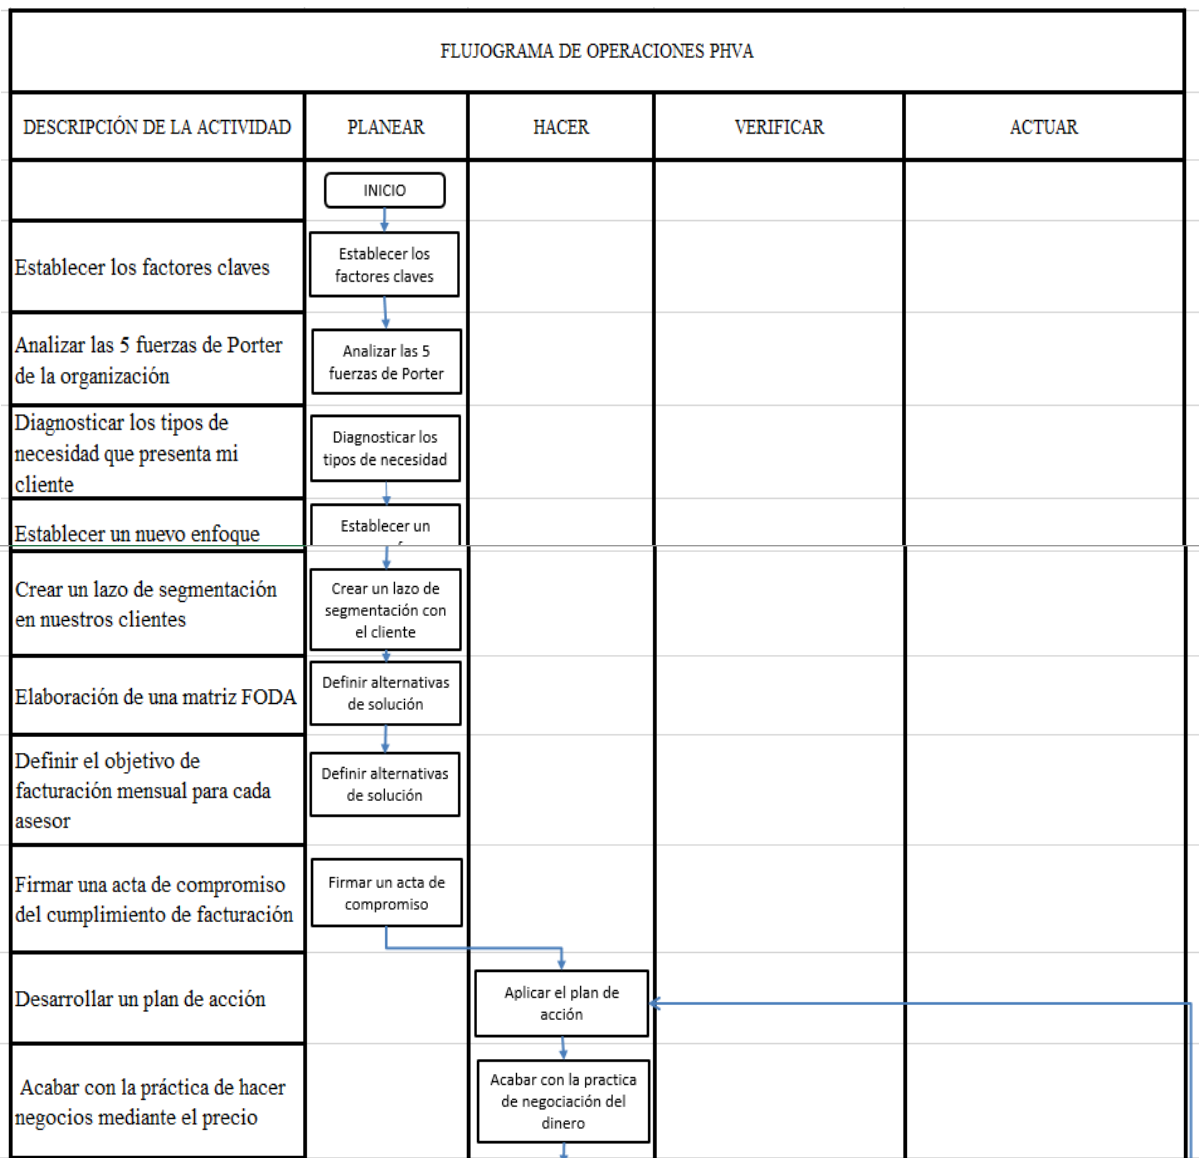 FLUJOGRAMA DE OPERACIONES PHVA
DESCRIPCIÓN DE LA ACTIVIDAD
PLANEAR
HACER
VERIFICAR
ACTUAR
INICIO
Establecer los factores claves
Establecer los
factores claves
Analizar las 5 fuerzas de Porter
de la organización
Analizar las 5
fuerzas de Porter
Diagnosticar los tipos de
necesidad que presenta mi
cliente
Diagnosticar los
tipos de necesidad
Establecer un nuevo enfoque
Establecer un
Crear un lazo de segmentación
en nuestros clientes
Crear un lazo de
segmentación con
el cliente
Elaboración de una matriz FODA
Definir alternativas
de solución
Definir el objetivo de
facturación mensual para cada
asesor
Definir alternativas
de solución
Firmar una acta de compromiso
del cumplimiento de facturación
Firmar un acta de
compromiso
Desarrollar un plan de acción
Aplicar el plan de
acción
Acabar con la práctica de hacer
negocios mediante el precio
Acabar con la practica
de negociación del
dinero